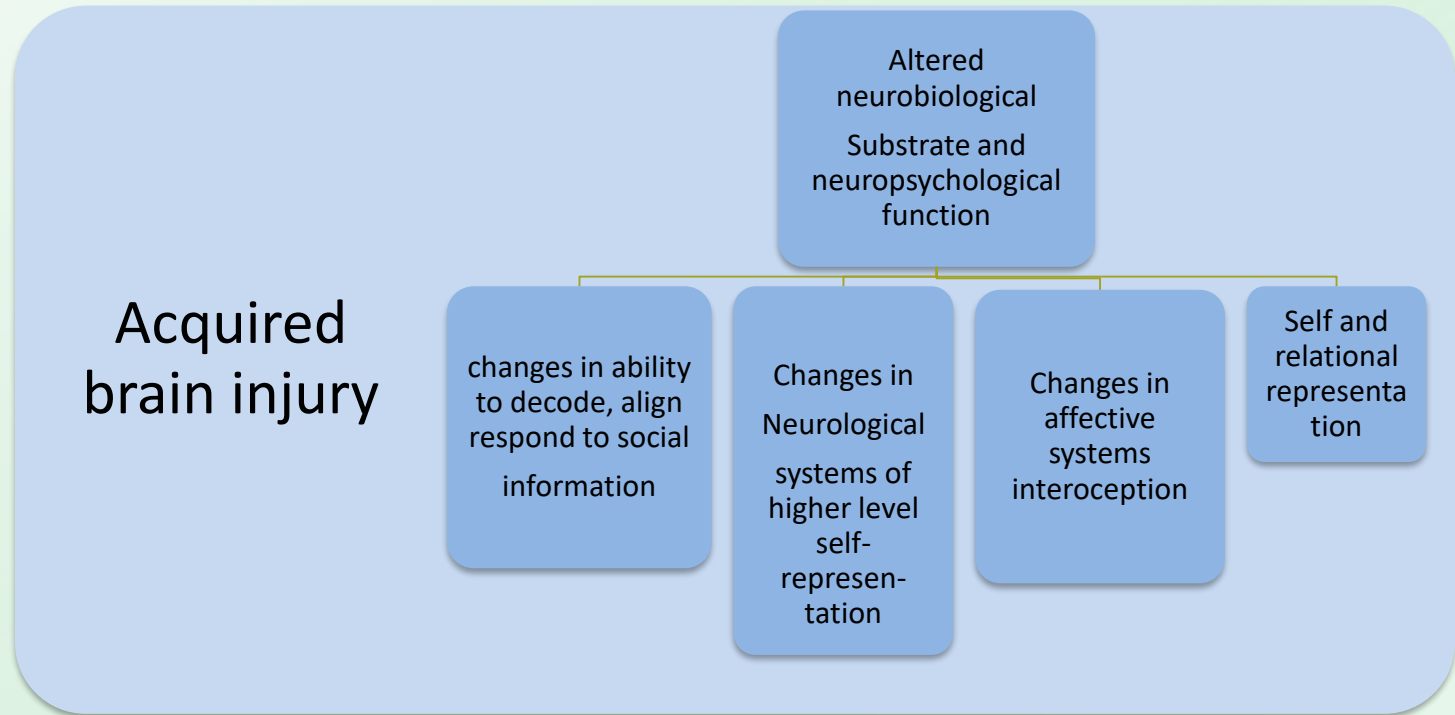 Acquired
brain injury
Altered
neurobiological
Substrate and
neuropsychological
function
changes in ability
to decode, align
respond to social
information
Changes in
Neurological
systems of
higher level
self-
represen-
tation
Changes in
affective
systems
interoception
Self and
relational
representa
tion